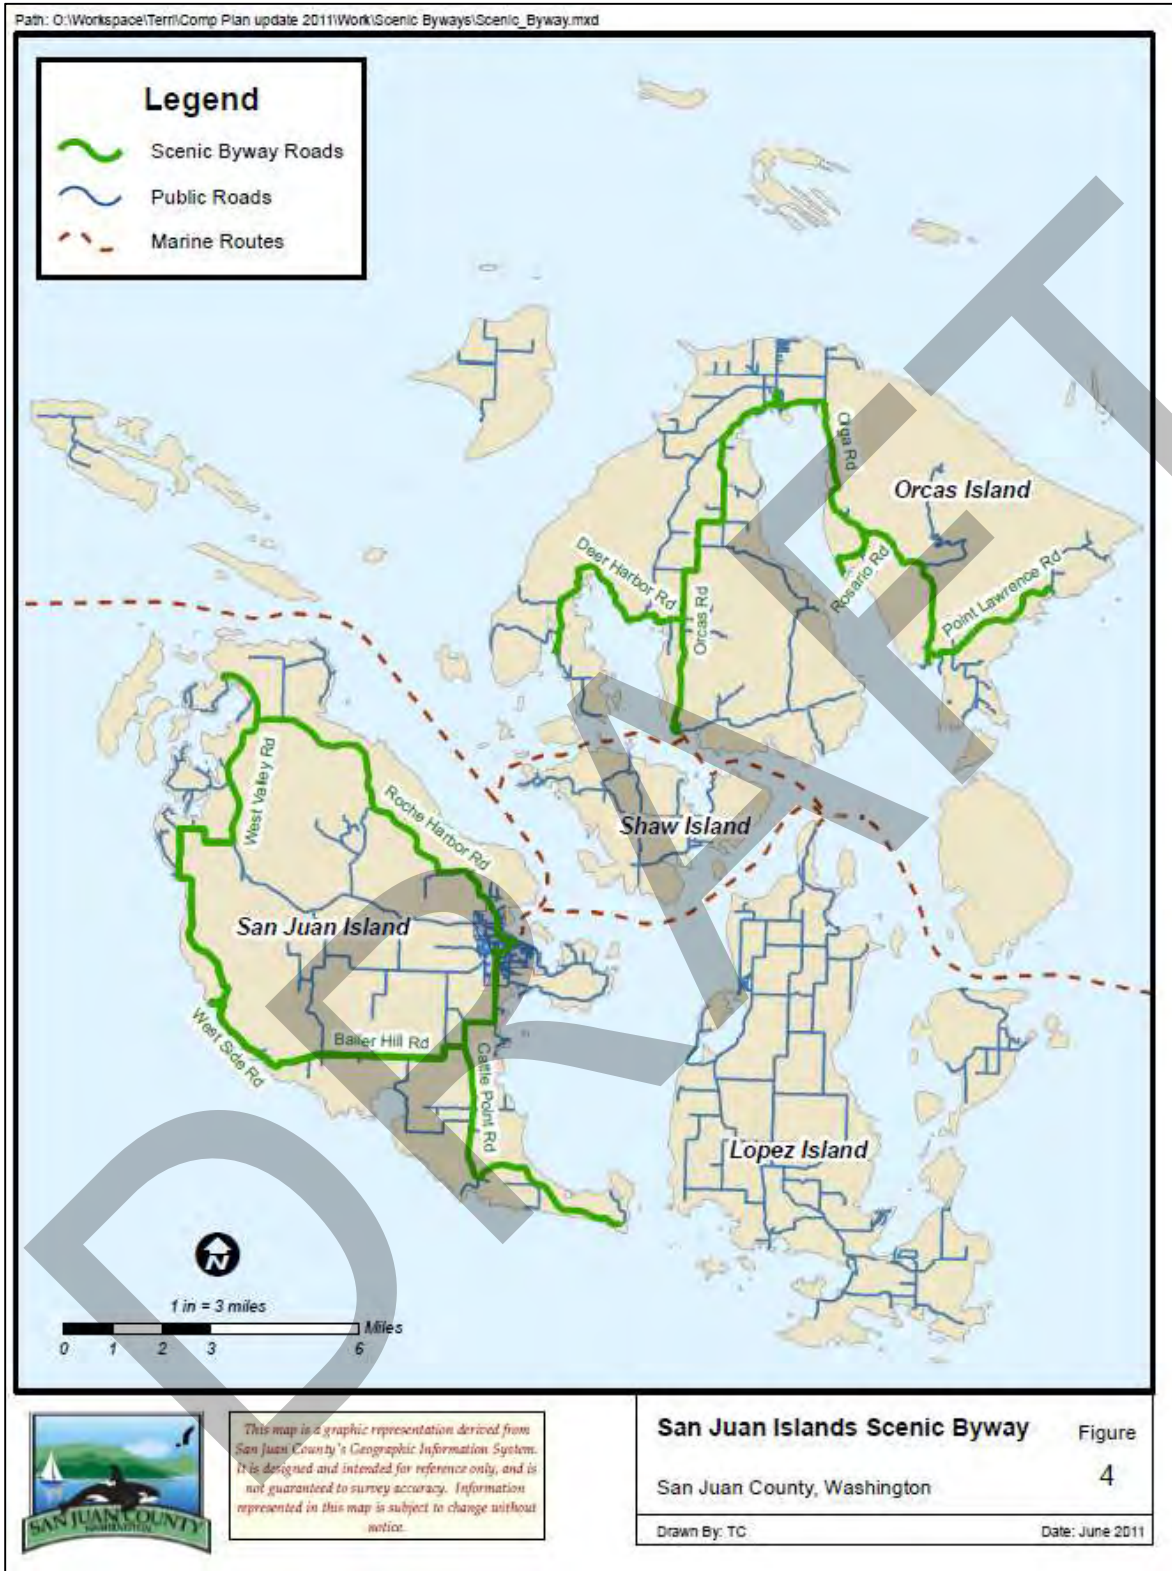 Path: O:\Workspace\Terri\Comp Plan update 2011\Work\Scenic Byways\Scenic_Byway.mxd
Legend
Scenic Byway Roads
Public Roads
Marine Routes
Olga Rd
Orcas Island
Deer Harbor Rd
Orcas Rd
Rosario Rd
Point Lawrence Rd
West Valley Rd
Roche Harbor Rd
Shaw Island
San Juan Island
West Side Rd
Bailer Hill Rd
Cattle Point Rd
Lopez Island
N
1 in = 3 miles
Miles
0 1 2 3 6
DRAFT
SAN JUAN COUNTY
WASHINGTON
This map is a graphic representation derived from
San Juan County's Geographic Information System.
It is designed and intended for reference only, and is
not guaranteed to survey accuracy. Information
represented in this map is subject to change without
notice.
San Juan Islands Scenic Byway
Figure
4
San Juan County, Washington
Drawn By: TC
Date: June 2011